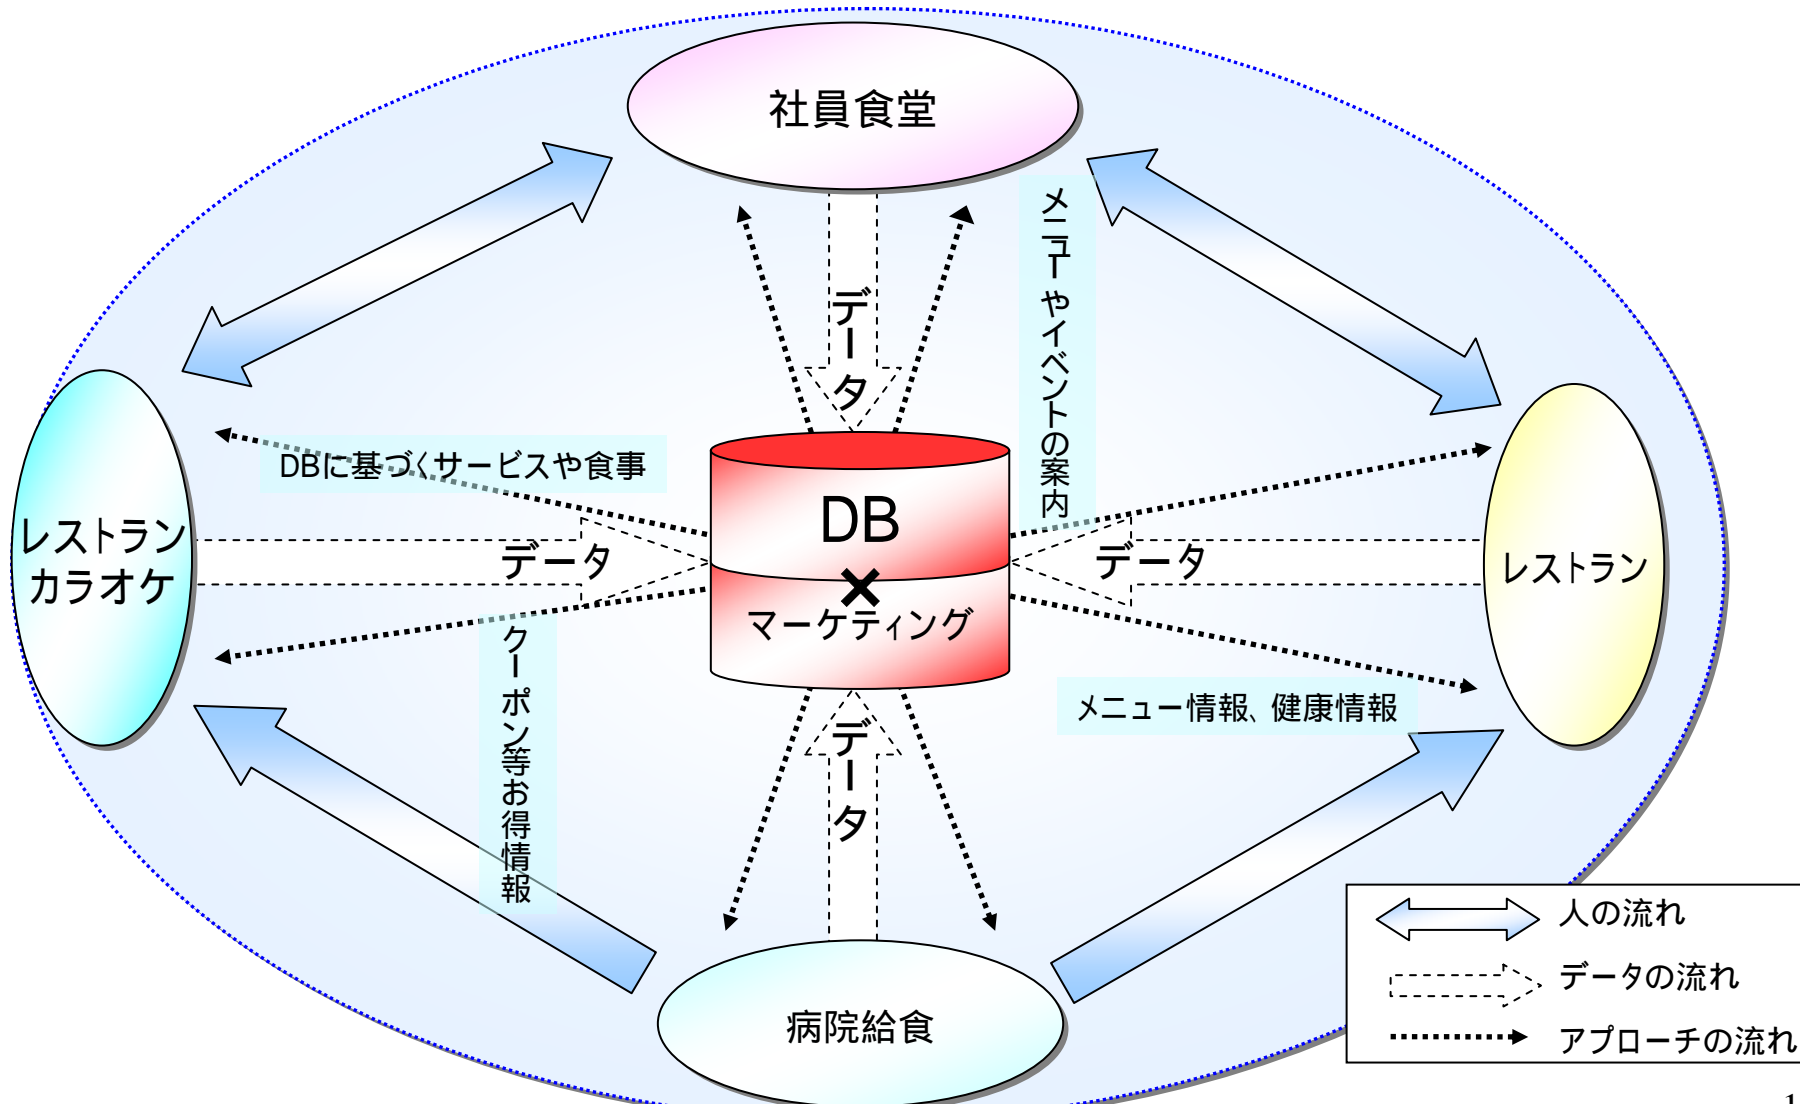 社員食堂
メニューやイベントの案内
データ
DBに基づくサービスや食事
DB
×
マーケティング
レストラン
カラオケ
データ
データ
レストラン
クーポン等お得情報
メニュー情報、健康情報
データ
病院給食
人の流れ
データの流れ
アプローチの流れ
1